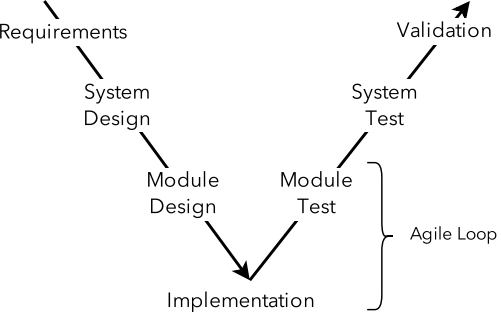 Requirements
Validation
System
Design
System
Test
Module
Design
Module
Test
Agile Loop
Implementation